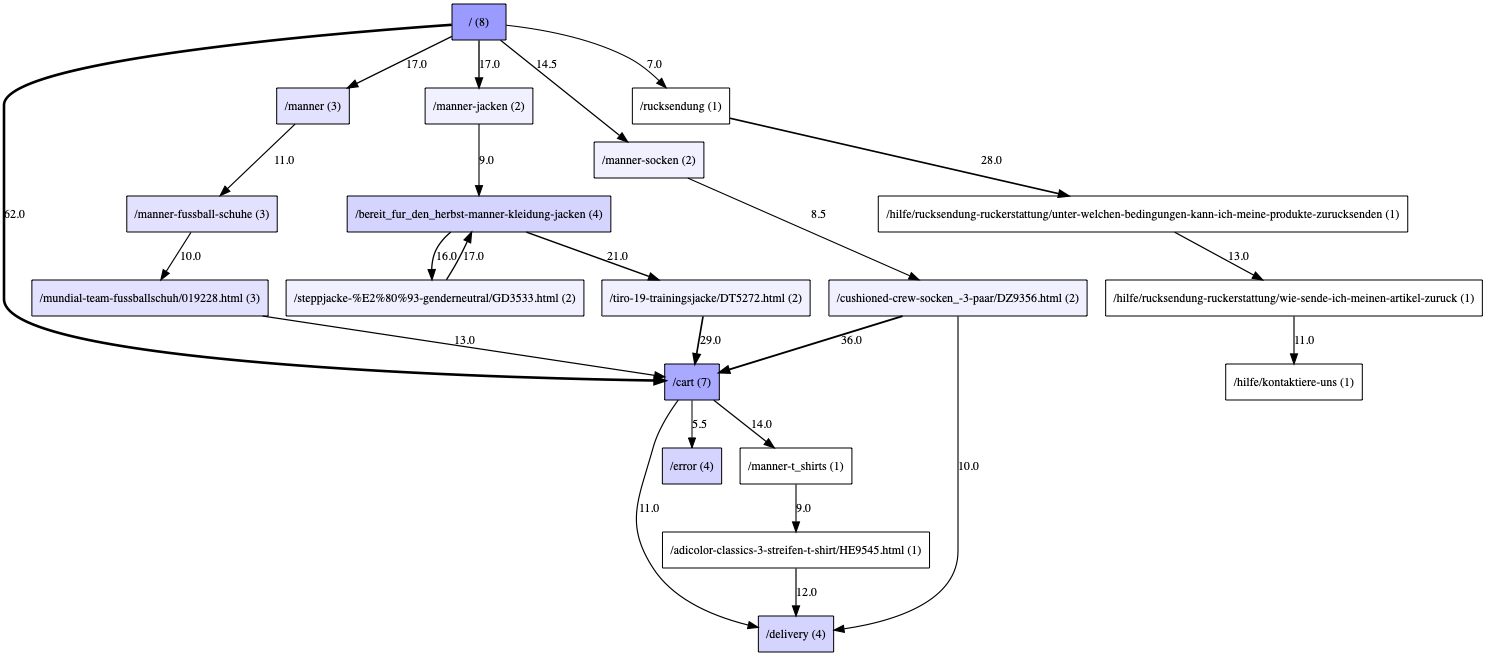 / (8)
17.0
17.0
14.5
7.0
/manner (3)
/manner-jacken (2)
/rucksendung (1)
11.0
9.0
/manner-socken (2)
28.0
62.0
/manner-fussball-schuhe (3)
/bereit_fur_den_herbst-manner-kleidung-jacken (4)
8.5
/hilfe/rucksendung-ruckerstattung/unter-welchen-bedingungen-kann-ich-meine-produkte-zurucksenden (1)
10.0
16.0
17.0
21.0
13.0
/mundial-team-fussballschuh/019228.html (3)
/steppjacke-%E2%80%93-genderneutral/GD3533.html (2)
/tiro-19-trainingsjacke/DT5272.html (2)
/cushioned-crew-socken_-3-paar/DZ9356.html (2)
/hilfe/rucksendung-ruckerstattung/wie-sende-ich-meinen-artikel-zuruck (1)
13.0
29.0
36.0
11.0
/cart (7)
/hilfe/kontaktiere-uns (1)
5.5
14.0
/error (4)
/manner-t_shirts (1)
10.0
11.0
9.0
/adicolor-classics-3-streifen-t-shirt/HE9545.html (1)
12.0
/delivery (4)